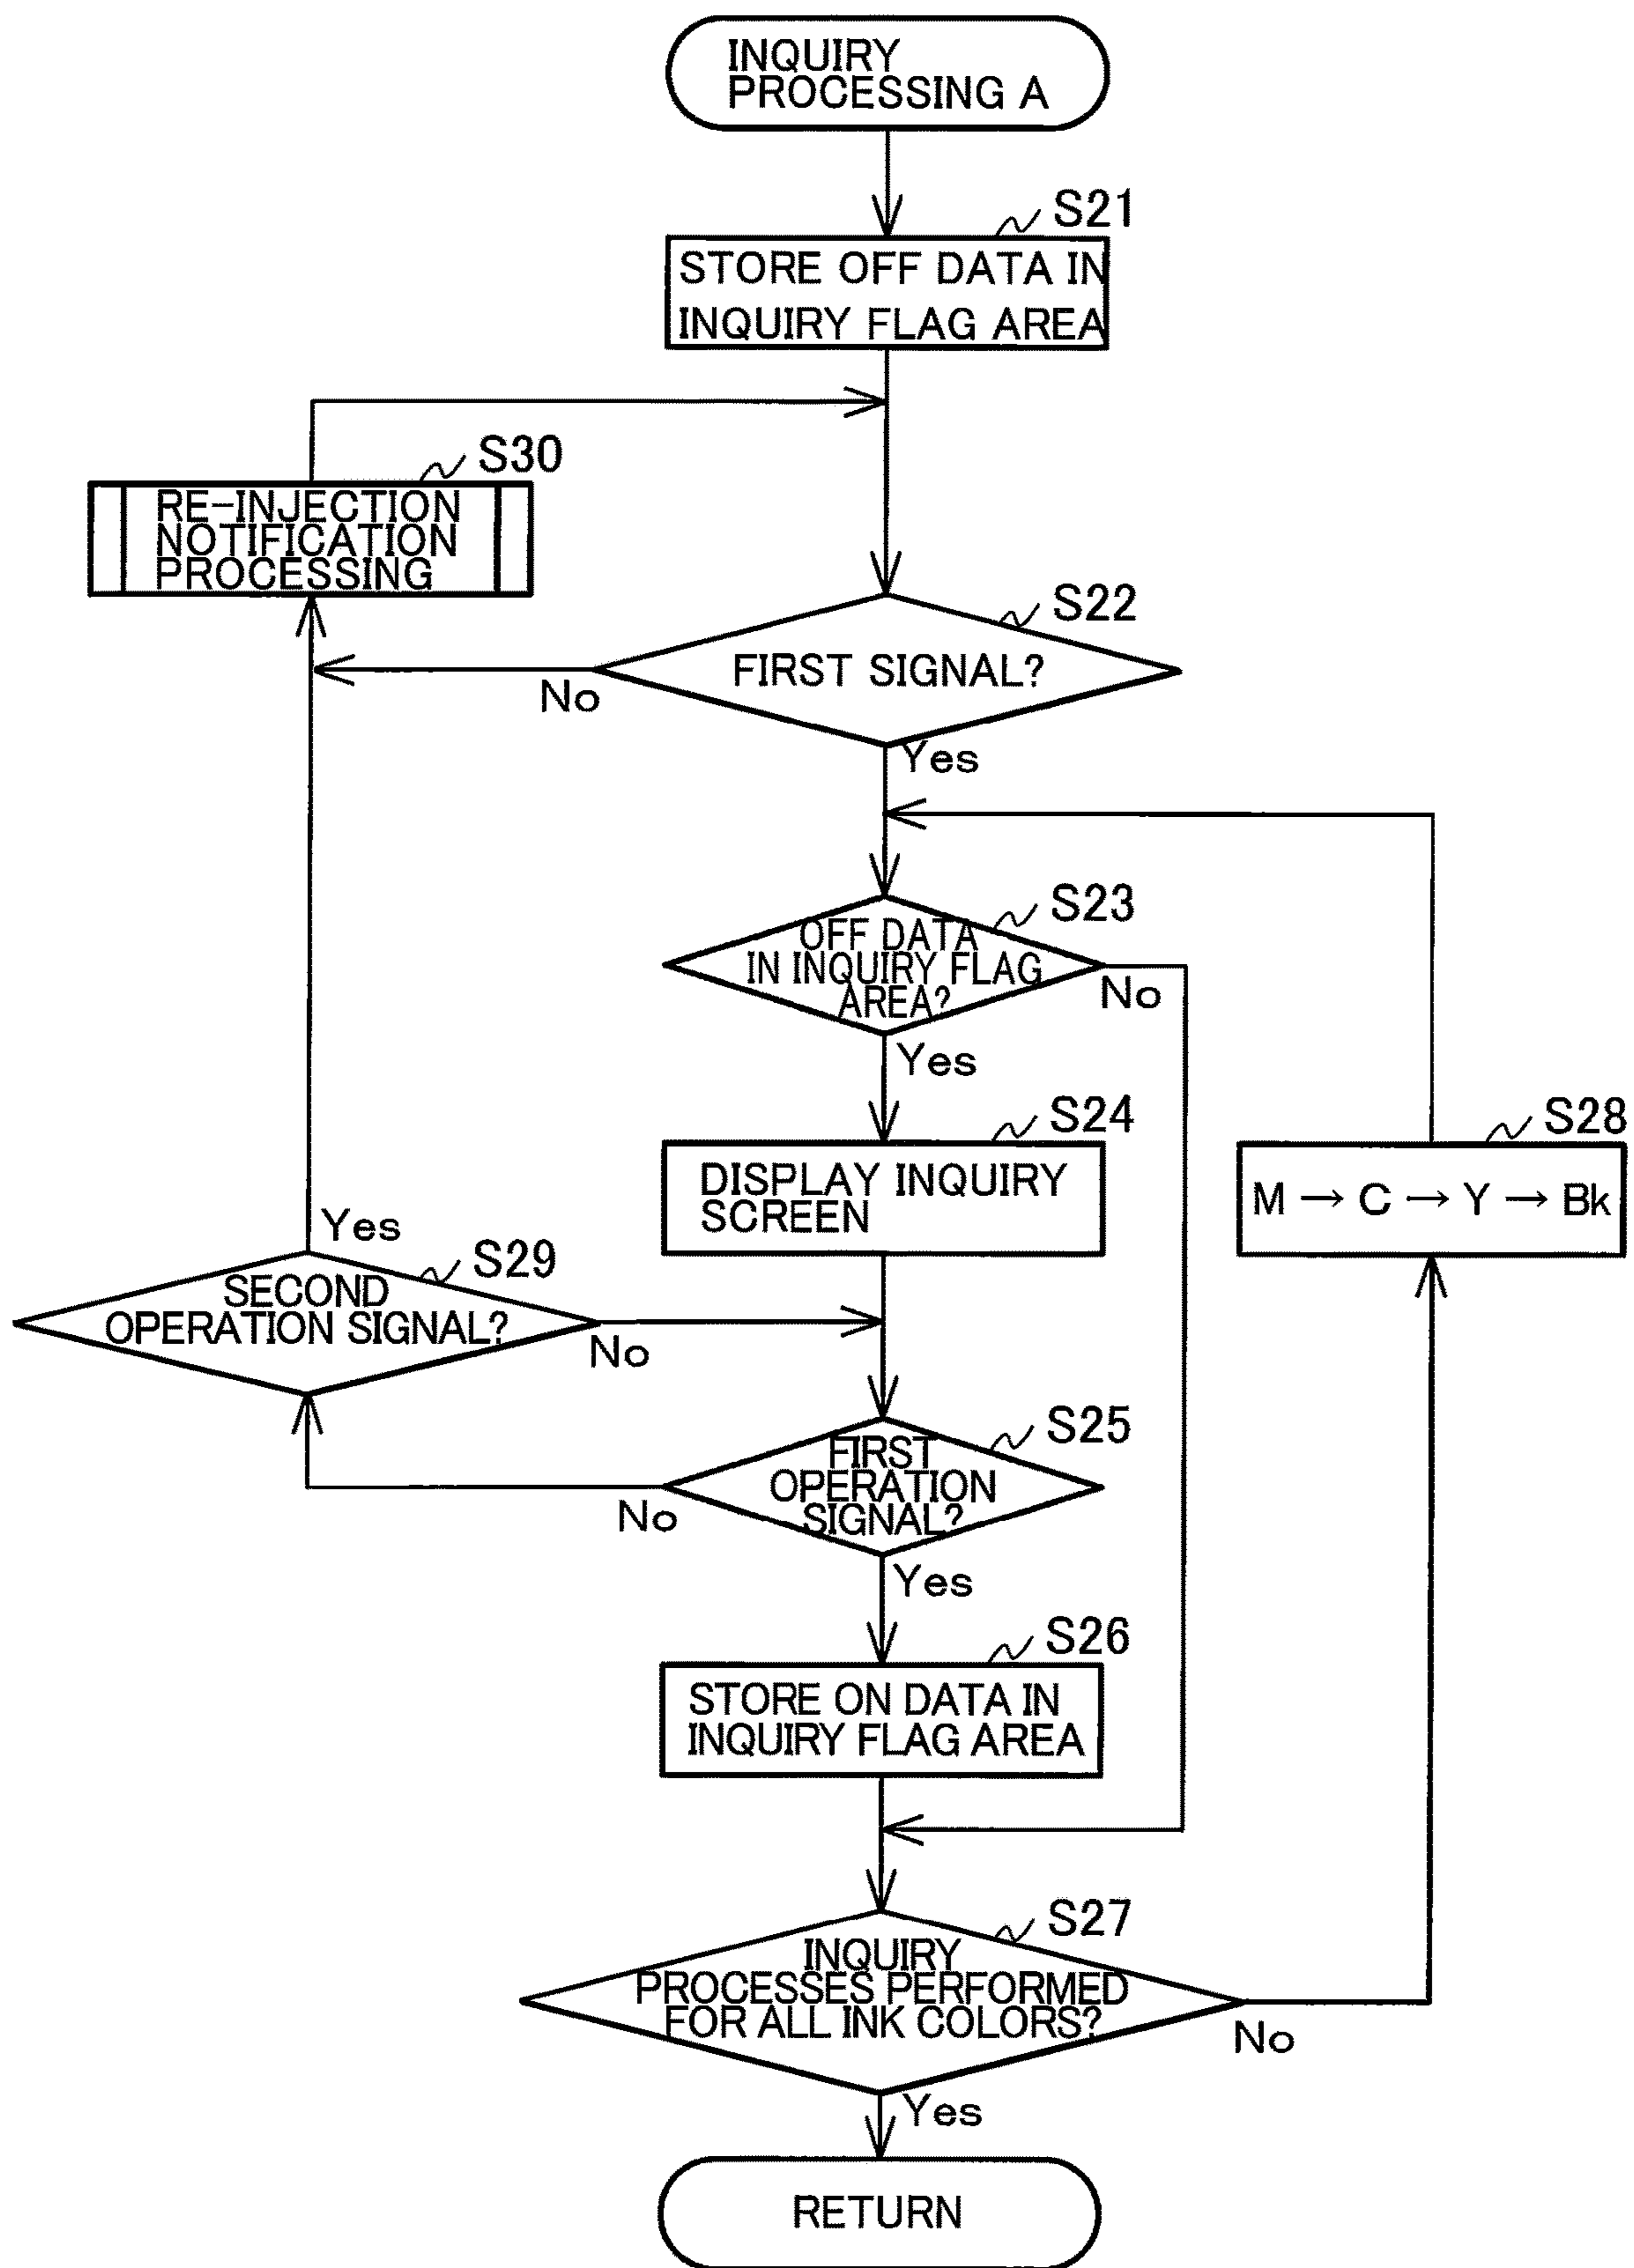 INQUIRY
PROCESSING A
S21
STORE OFF DATA IN
INQUIRY FLAG AREA
S30
RE-INJECTION
NOTIFICATION
PROCESSING
S22
FIRST SIGNAL?
No
Yes
S23
OFF DATA
IN INQUIRY FLAG
AREA?
No
Yes
S24
DISPLAY INQUIRY
SCREEN
S28
M → C → Y → Bk
Yes
S29
SECOND
OPERATION SIGNAL?
No
S25
FIRST
OPERATION
SIGNAL?
No
Yes
S26
STORE ON DATA IN
INQUIRY FLAG AREA
S27
INQUIRY
PROCESSES PERFORMED
FOR ALL INK COLORS?
No
Yes
RETURN